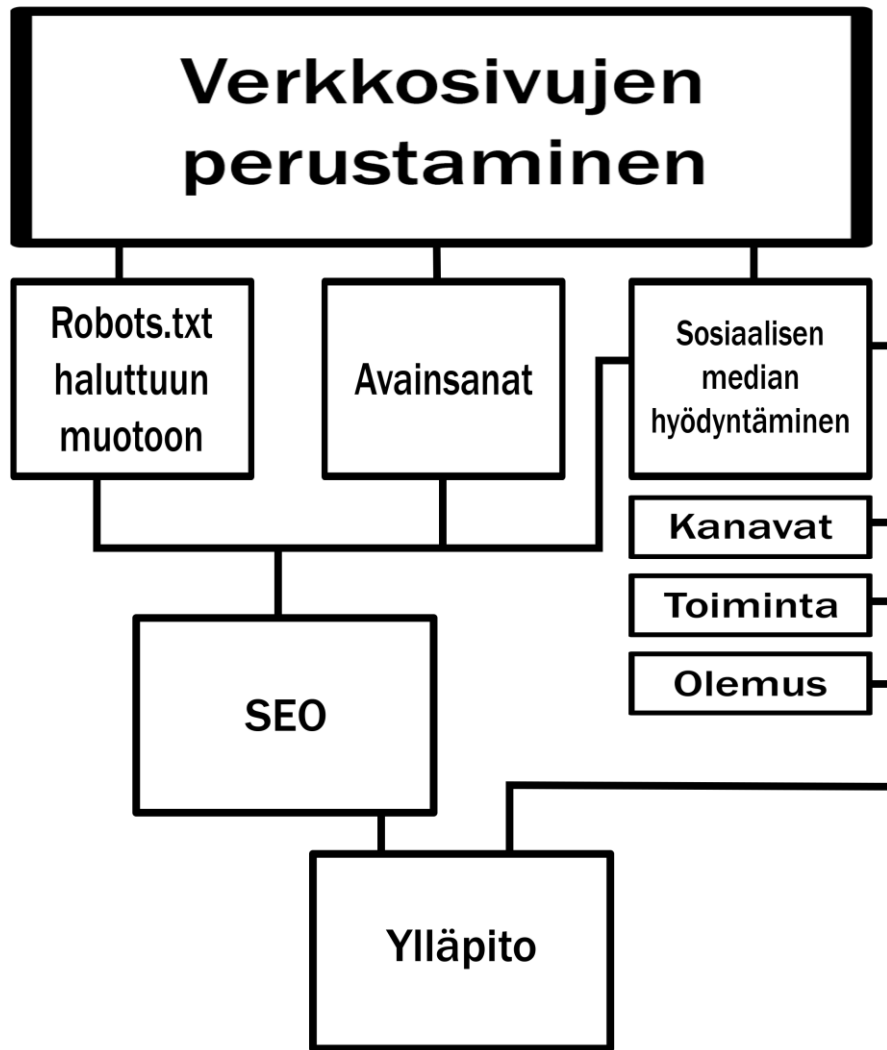 Verkkosivujen
perustaminen
Robots.txt
haluttuun
muotoon
Avainsanat
Sosiaalisen
median
hyödyntäminen
Kanavat
Toiminta
Olemus
SEO
Ylläpito